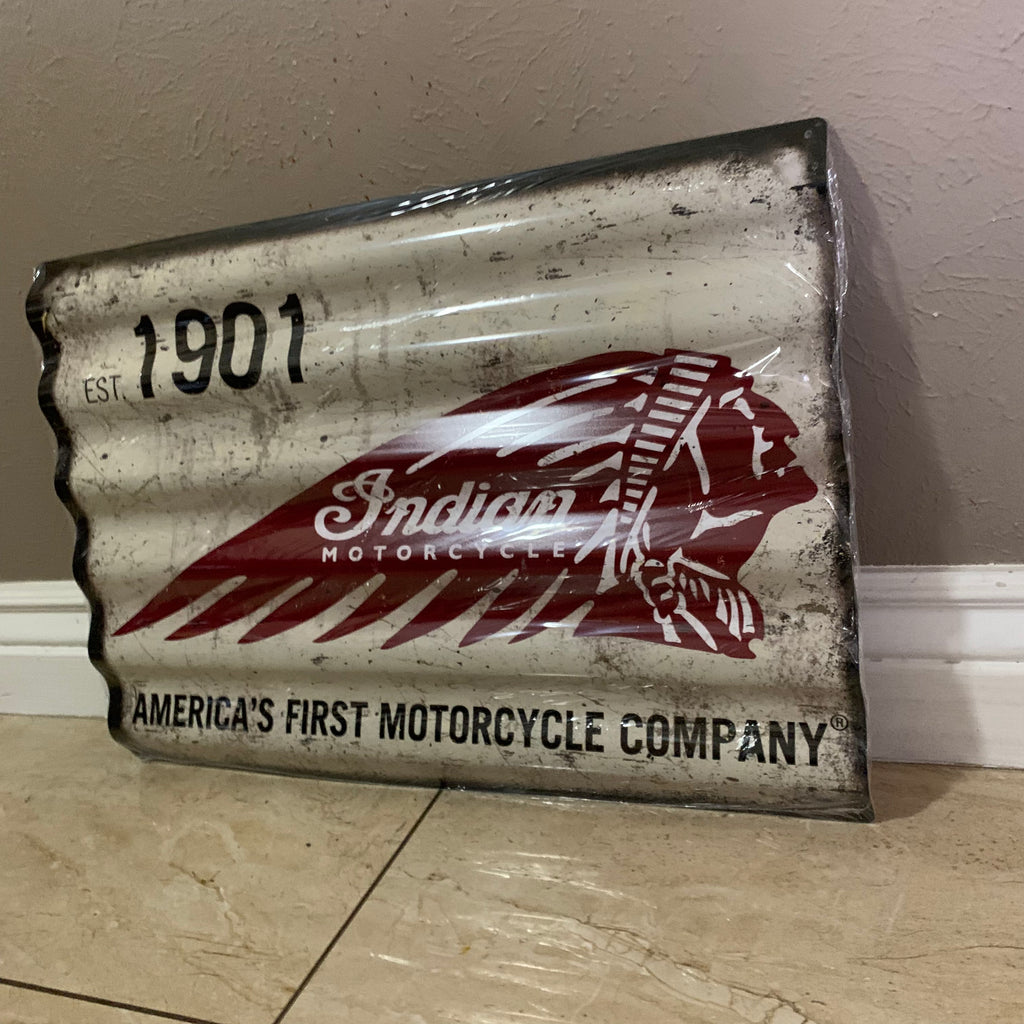 EST. 1901
Indian
MOTORCYCLE
AMERICA'S FIRST MOTORCYCLE COMPANY®